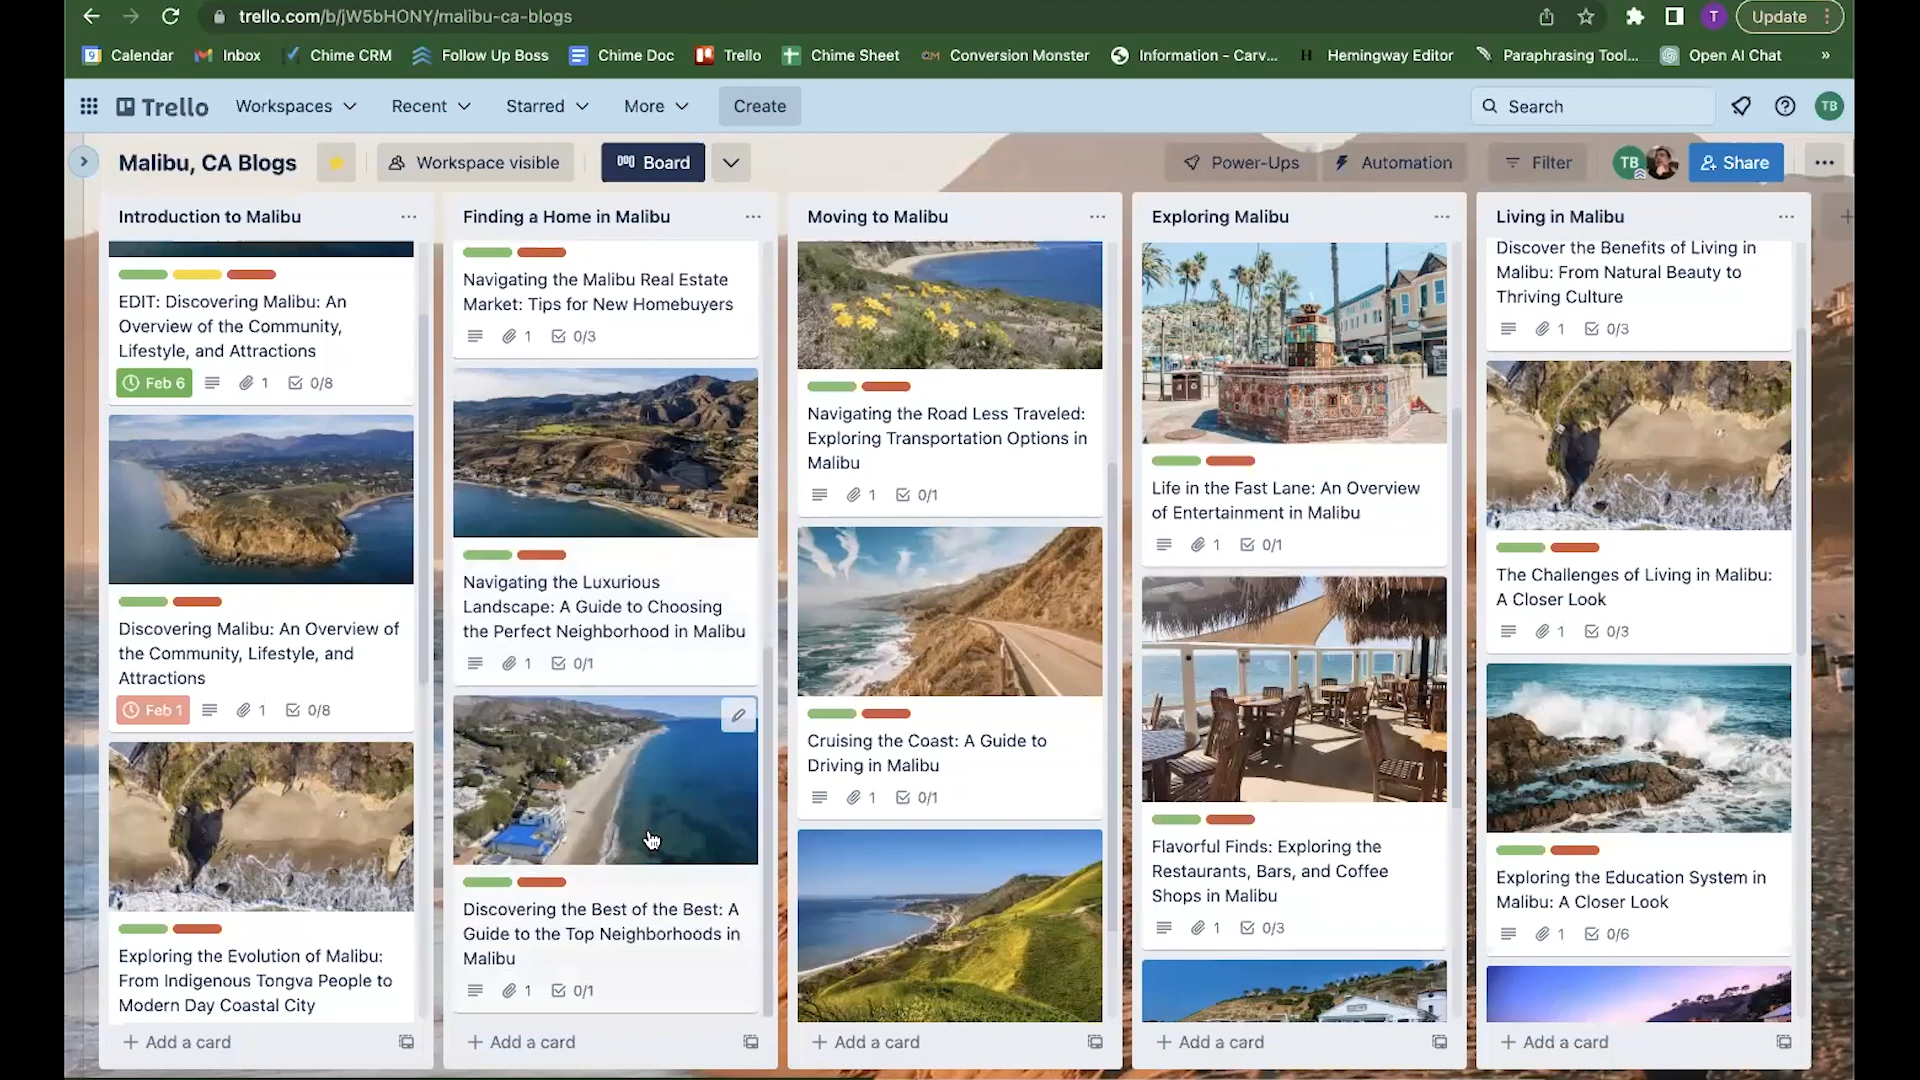 trello.com/b/jW5bHONY/malibu-ca-blogs
T
Update
Calendar
Inbox
Chime CRM
Follow Up Boss
Chime Doc
Trello
Chime Sheet
CM Conversion Monster
Information - Carv...
H Hemingway Editor
Paraphrasing Tool...
Open AI Chat
»
Trello
Workspaces
Recent
Starred
More
Create
Search
TB
Malibu, CA Blogs
Workspace visible
Board
Power-Ups
Automation
Filter
TB
Share
Introduction to Malibu
EDIT: Discovering Malibu: An
Overview of the Community,
Lifestyle, and Attractions
Feb 6
1
0/8
Discovering Malibu: An Overview of
the Community, Lifestyle, and
Attractions
Feb 1
1
0/8
Exploring the Evolution of Malibu:
From Indigenous Tongva People to
Modern Day Coastal City
+ Add a card
Finding a Home in Malibu
Navigating the Malibu Real Estate
Market: Tips for New Homebuyers
1
0/3
Navigating the Luxurious
Landscape: A Guide to Choosing
the Perfect Neighborhood in Malibu
1
0/1
Discovering the Best of the Best: A
Guide to the Top Neighborhoods in
Malibu
1
0/1
+ Add a card
Moving to Malibu
Navigating the Road Less Traveled:
Exploring Transportation Options in
Malibu
1
0/1
Cruising the Coast: A Guide to
Driving in Malibu
1
0/1
+ Add a card
Exploring Malibu
Life in the Fast Lane: An Overview
of Entertainment in Malibu
1
0/1
Flavorful Finds: Exploring the
Restaurants, Bars, and Coffee
Shops in Malibu
1
0/3
+ Add a card
Living in Malibu
Discover the Benefits of Living in
Malibu: From Natural Beauty to
Thriving Culture
1
0/3
The Challenges of Living in Malibu:
A Closer Look
1
0/3
Exploring the Education System in
Malibu: A Closer Look
1
0/6
+ Add a card